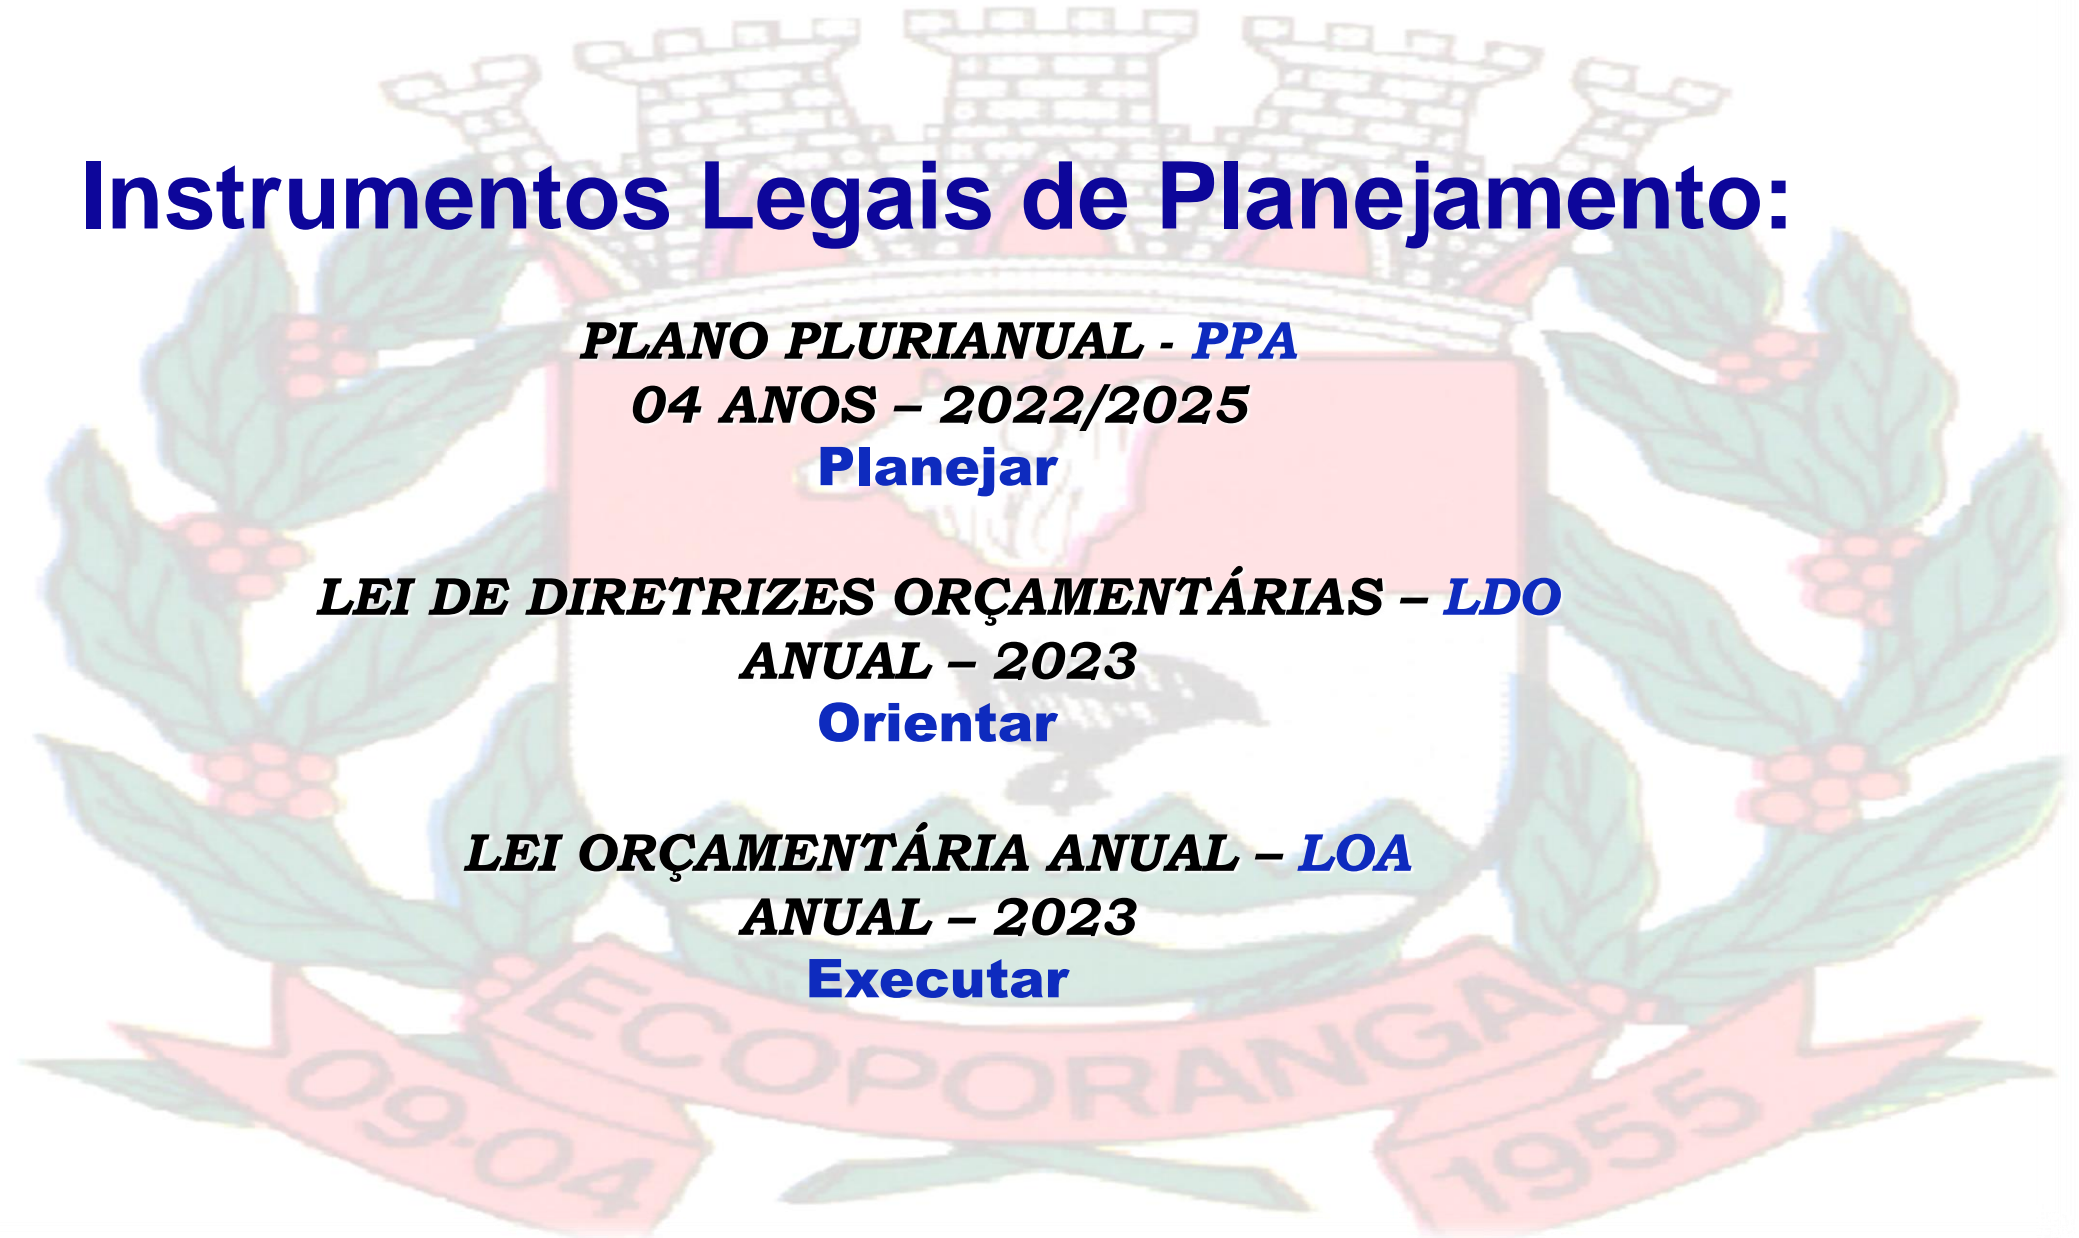 Instrumentos Legais de Planejamento:
PLANO PLURIANUAL - PPA
04 ANOS – 2022/2025
Planejar
LEI DE DIRETRIZES ORÇAMENTÁRIAS – LDO
ANUAL – 2023
Orientar
LEI ORÇAMENTÁRIA ANUAL – LOA
ANUAL – 2023
Executar
ECOPORANGA
09-04
1955